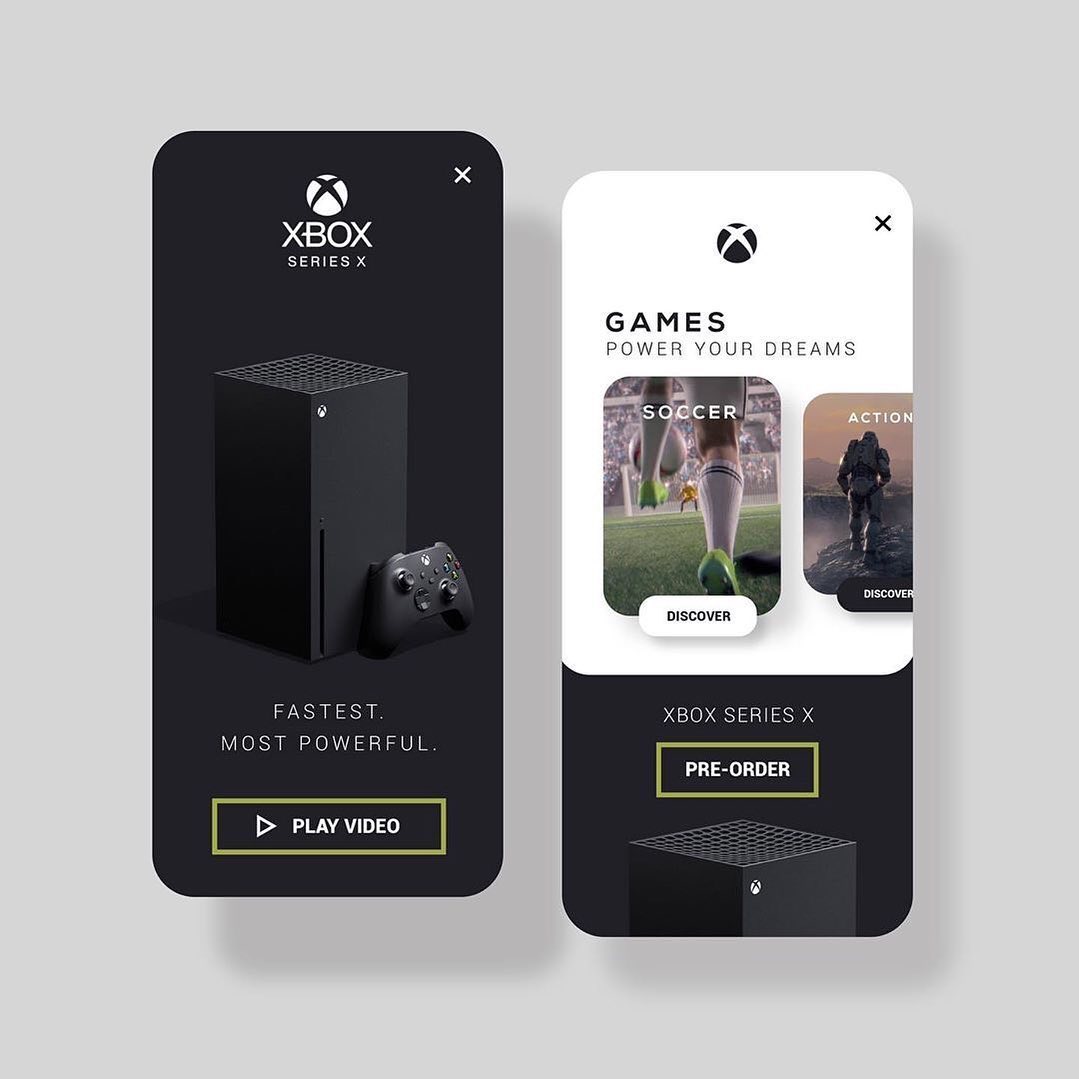 XBOX
SERIES X
FASTEST.
MOST POWERFUL.
PLAY VIDEO
GAMES
POWER YOUR DREAMS
SOCCER
ACTION
DISCOVER
DISCOVER
XBOX SERIES X
PRE-ORDER